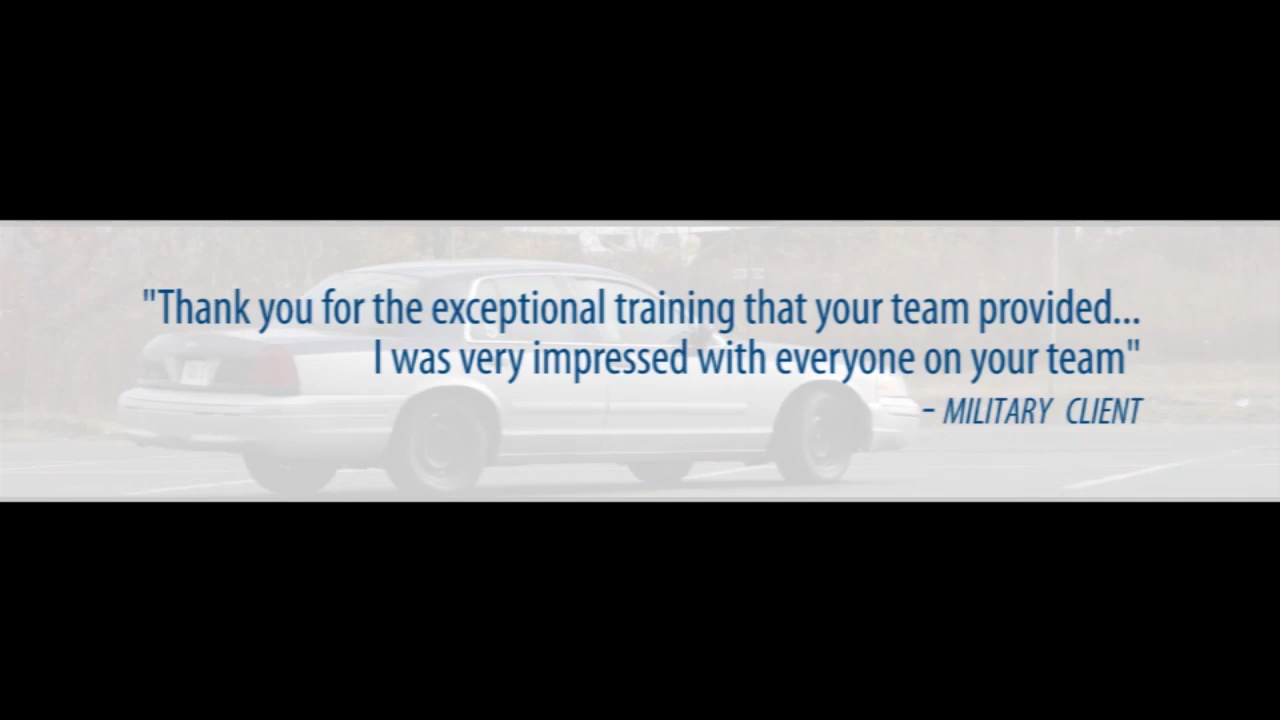 "Thank you for the exceptional training that your team provided...
I was very impressed with everyone on your team"
- MILITARY CLIENT